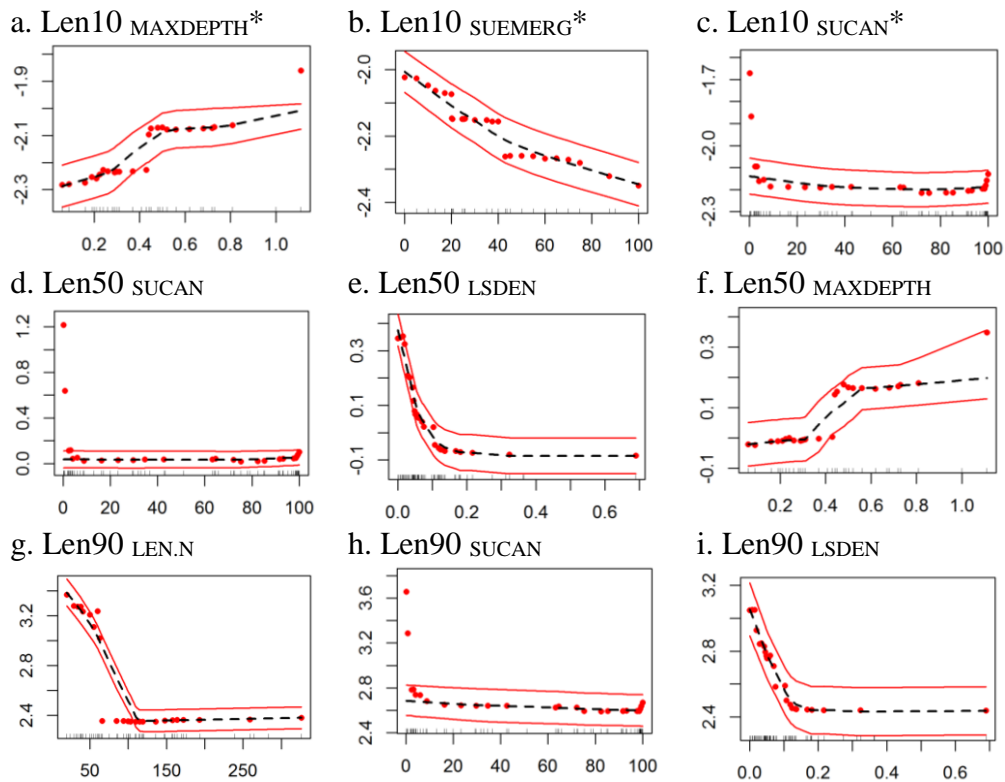 a. Len10 MAXDEPTH* b. Len10 SUEMERG* c. Len10 SUCAN*
-1.9 -2.1 -2.3
0.2 0.4 0.6 0.8 1.0
-2.0 -2.2 -2.4
0 20 40 60 80 100
-1.7 -2.0 -2.3
0 20 40 60 80 100
d. Len50 SUCAN e. Len50 LSDEN f. Len50 MAXDEPTH
1.2 0.8 0.4 0.0
0 20 40 60 80 100
0.3 0.1 -0.1
0.0 0.2 0.4 0.6
0.3 0.1 -0.1
0.2 0.4 0.6 0.8 1.0
g. Len90 LEN.N h. Len90 SUCAN i. Len90 LSDEN
3.2 2.8 2.4
50 150 250
3.6 3.2 2.8 2.4
0 20 40 60 80 100
3.2 2.8 2.4
0.0 0.2 0.4 0.6